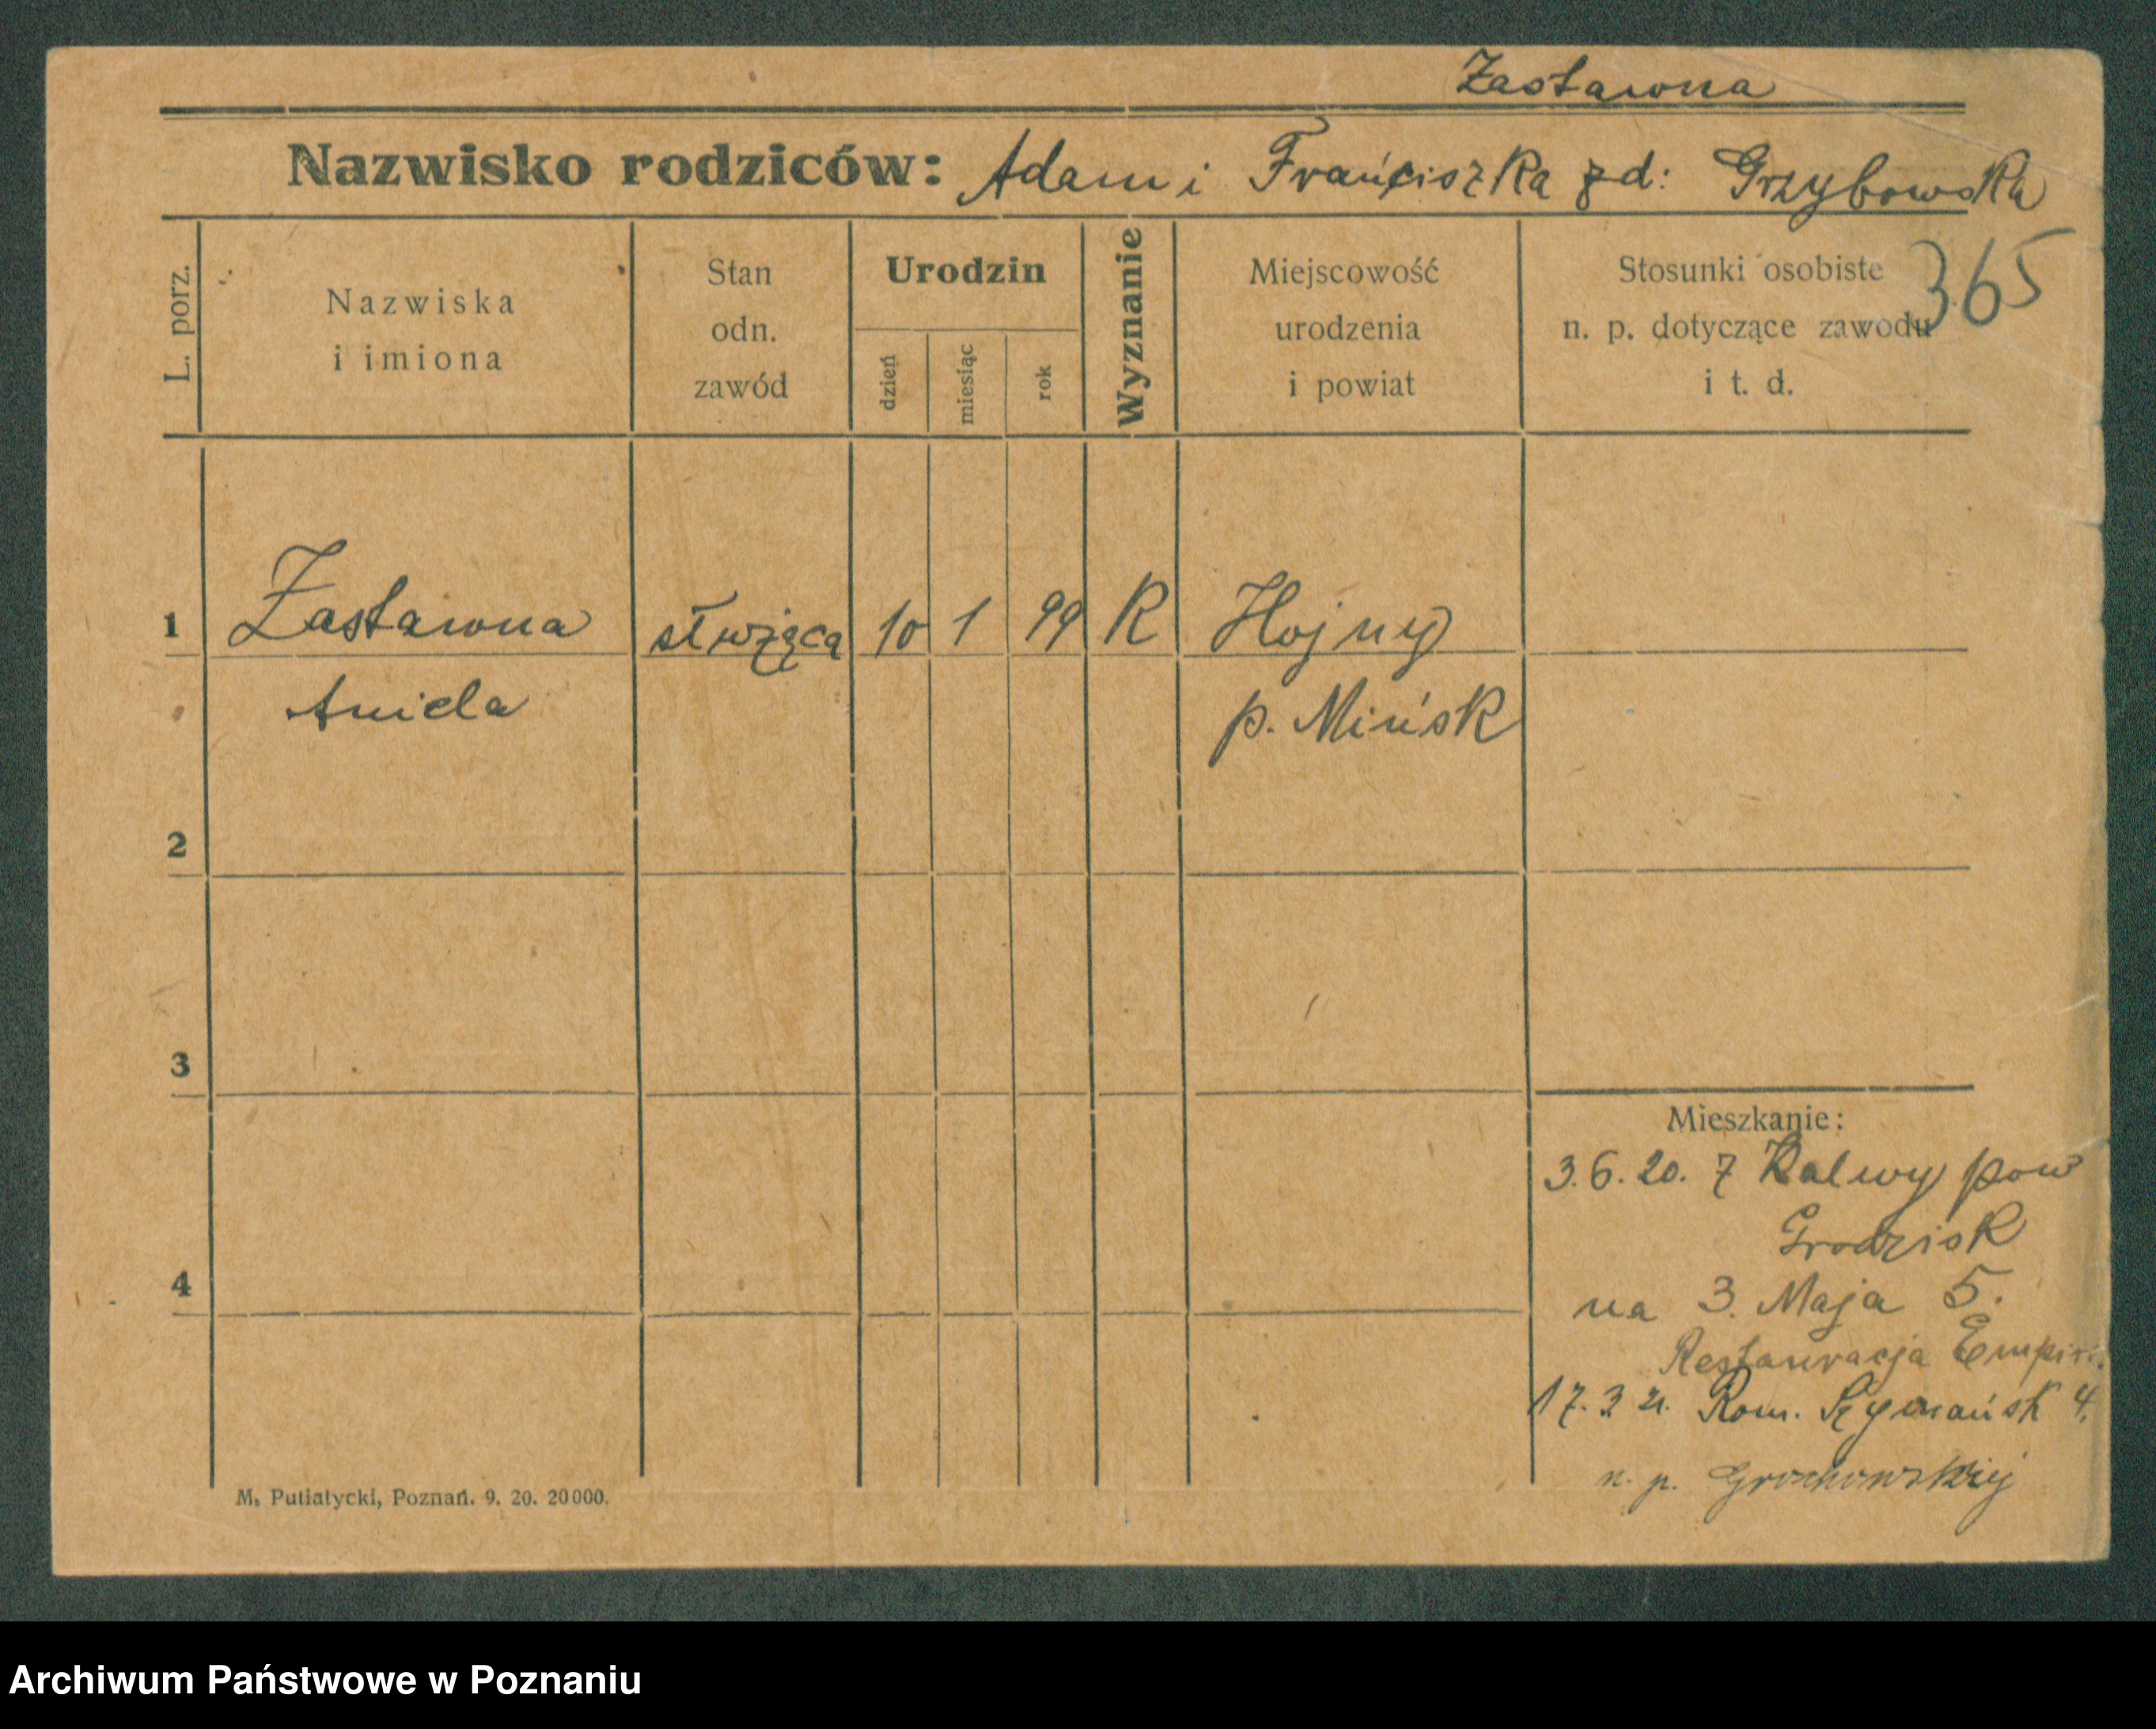 Zastawna
Nazwisko rodziców: Adam i Franciszka z d: Grzybowska
365
L. porz.
Nazwiska
i imiona
Stan
odn.
zawód
Urodzin
dzień
miesiąc
rok
Wyznanie
Miejscowość
urodzenia
i powiat
Stosunki osobiste
n. p. dotyczące zawodu
i t. d.
1 Zastawna służąca 10 1 99 R Hojny
Aniela p. Mińsk
2
3
Mieszkanie:
3.6.20. z Kalwy pow
Grodzisk
4
na 3. Maja 5.
Restauracja
17.3 21. Rom. Szymańsk 4.
n. p. Grochowskiej
M. Putiatycki, Poznań. 9. 20. 20000.
Archiwum Państwowe w Poznaniu